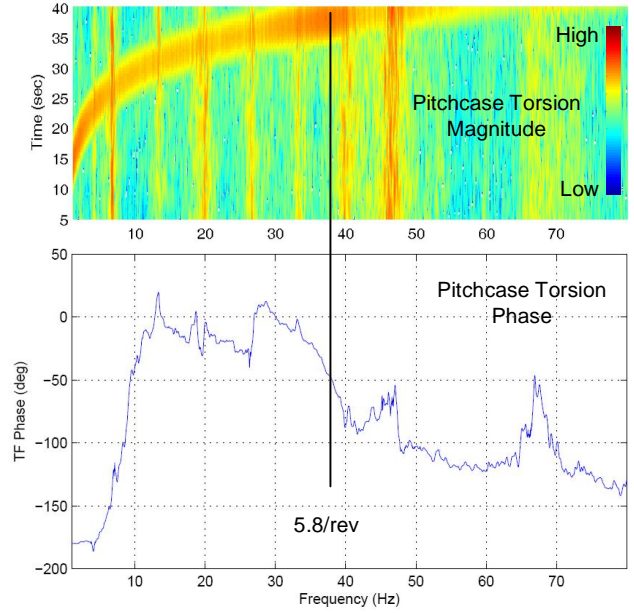 40
35
30
25
20
15
10
5
Time (sec)
High
Low
Pitchcase Torsion
Magnitude
10
20
30
40
50
60
70
50
0
−50
−100
−150
−200
TF Phase (deg)
Pitchcase Torsion
Phase
5.8/rev
10
20
30
40
50
60
70
Frequency (Hz)